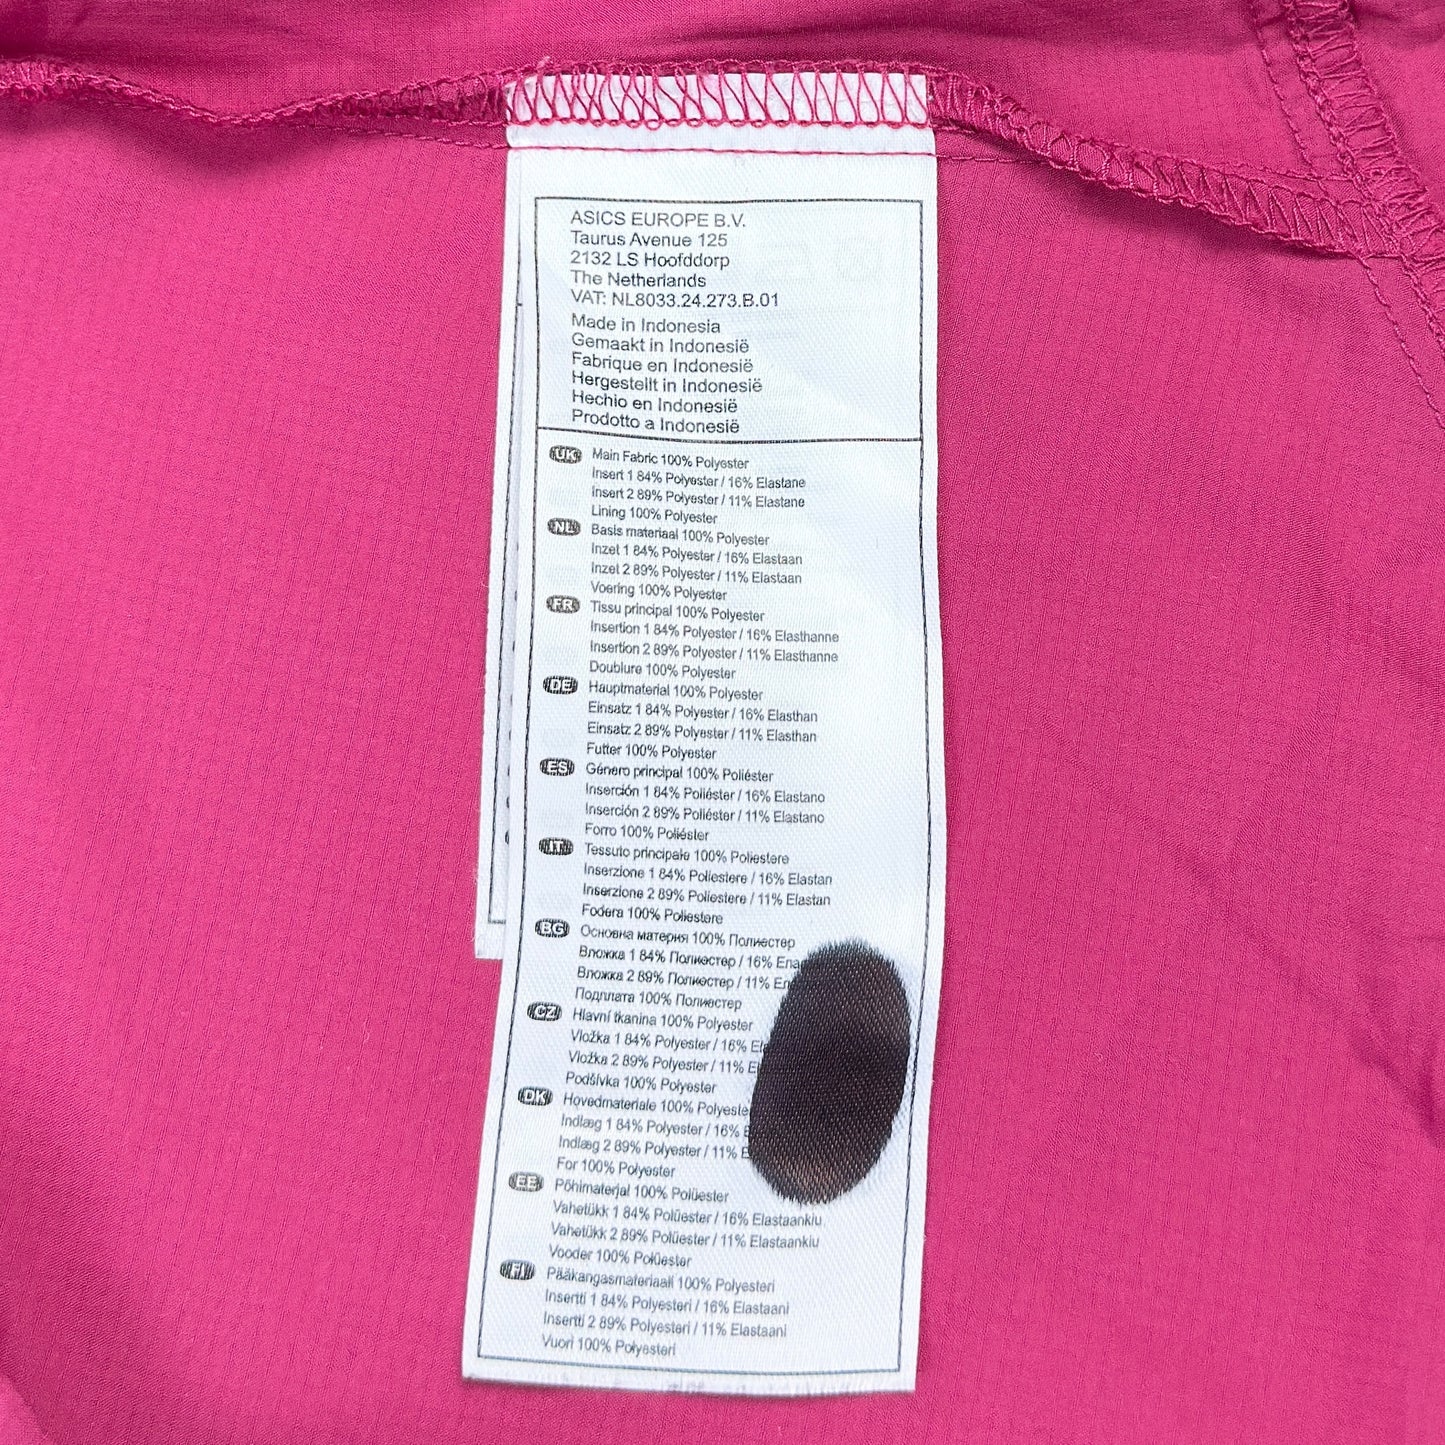 ASICS EUROPE B.V.
Taurus Avenue 125
2132 LS Hoofddorp
The Netherlands
VAT: NL8033.24.273.B.01
Made in Indonesia
Gemaakt in Indonesië
Fabrique en Indonesië
Hergestellt in Indonesië
Hechio en Indonesië
Prodotto a Indonesië
UK Main Fabric 100% Polyester
Insert 1 84% Polyester / 16% Elastane
Insert 2 89% Polyester / 11% Elastane
Lining 100% Polyester
NL Basis materiaal 100% Polyester
Inzet 1 84% Polyester / 16% Elastaan
Inzet 2 89% Polyester / 11% Elastaan
Voering 100% Polyester
FR Tissu principal 100% Polyester
Insertion 1 84% Polyester / 16% Elasthanne
Insertion 2 89% Polyester / 11% Elasthanne
Doublure 100% Polyester
DE Hauptmaterial 100% Polyester
Einsatz 1 84% Polyester / 16% Elasthan
Einsatz 2 89% Polyester / 11% Elasthan
Futter 100% Polyester
ES Género principal 100% Poliéster
Inserción 1 84% Poliéster / 16% Elastano
Inserción 2 89% Poliéster / 11% Elastano
Forro 100% Poliéster
IT Tessuto principale 100% Poliestere
Inserzione 1 84% Poliestere / 16% Elastan
Inserzione 2 89% Poliestere / 11% Elastan
Fodera 100% Poliestere
BG Основна материя 100% Полиестер
Вложка 1 84% Полиестер / 16%
Вложка 2 89% Полиестер / 11%
Подплата 100% Полиестер
CZ Hlavní tkanina 100% Polyester
Vložka 1 84% Polyester / 16%
Vložka 2 89% Polyester / 11%
Podšívka 100% Polyester
DK Hovedmateriale 100%
Indlæg 1 84% Polyester / 16%
Indlæg 2 89% Polyester / 11%
For 100% Polyester
EE Põhimaterjal 100% Polüester
Vahetükk 1 84% Polüester / 16% Elastaankiu
Vahetükk 2 89% Polüester / 11% Elastaankiu
Vooder 100% Polüester
FI Pääkangasmateriaali 100% Polyesteri
Insertti 1 84% Polyesteri / 16% Elastaani
Insertti 2 89% Polyesteri / 11% Elastaani
Vuori 100% Polyesteri